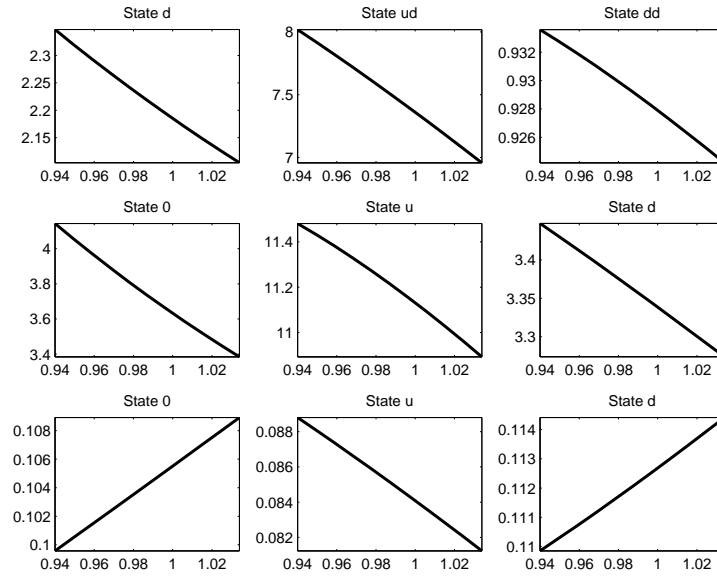 State d
State ud
State dd
2.3
2.25
2.2
2.15
0.94 0.96 0.98 1 1.02
8
7.5
7
0.94 0.96 0.98 1 1.02
0.932
0.93
0.928
0.926
0.94 0.96 0.98 1 1.02
State 0
State u
State d
4
3.8
3.6
3.4
0.94 0.96 0.98 1 1.02
11.4
11.2
11
0.94 0.96 0.98 1 1.02
3.4
3.35
3.3
0.94 0.96 0.98 1 1.02
State 0
State u
State d
0.108
0.106
0.104
0.102
0.1
0.94 0.96 0.98 1 1.02
0.088
0.086
0.084
0.082
0.94 0.96 0.98 1 1.02
0.114
0.113
0.112
0.111
0.11
0.94 0.96 0.98 1 1.02